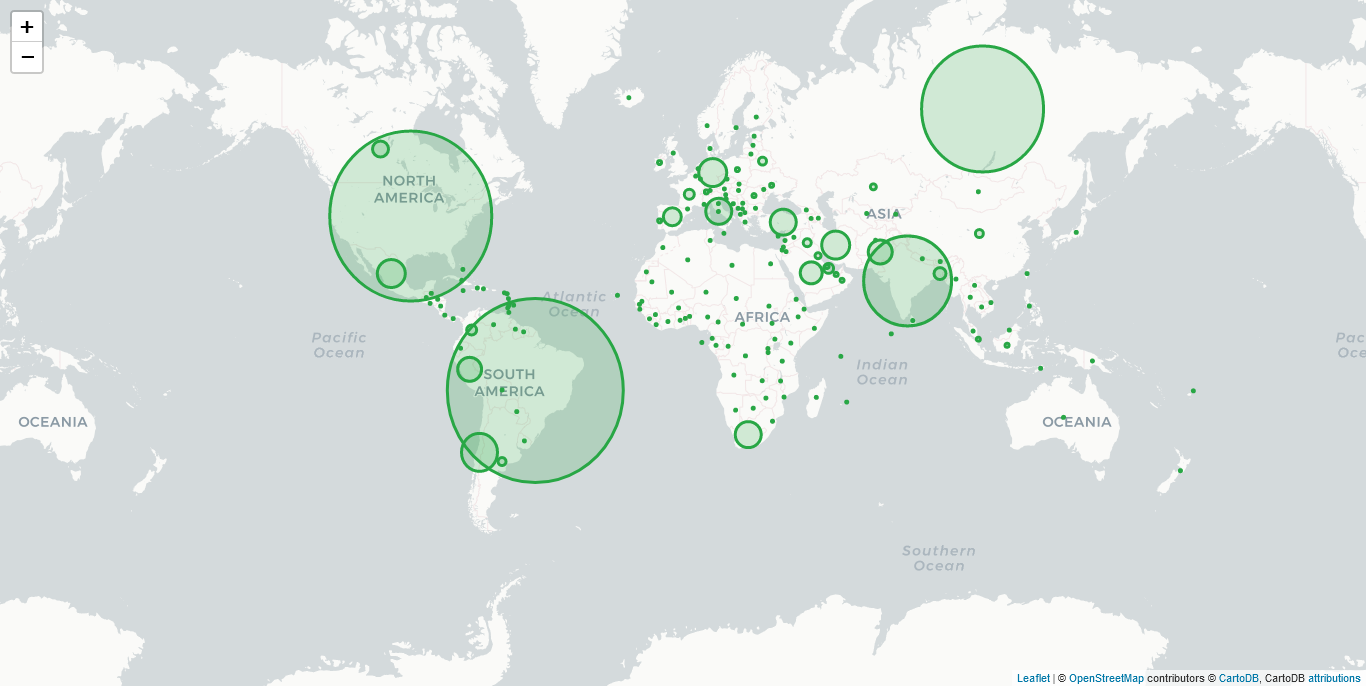 +
−
NORTH
AMERICA
ASIA
Atlantic
Ocean
AFRICA
Pacific
Ocean
Pac
Oce
Indian
Ocean
SOUTH
AMERICA
OCEANIA
OCEANIA
Southern
Ocean
Leaflet | © OpenStreetMap contributors © CartoDB, CartoDB attributions